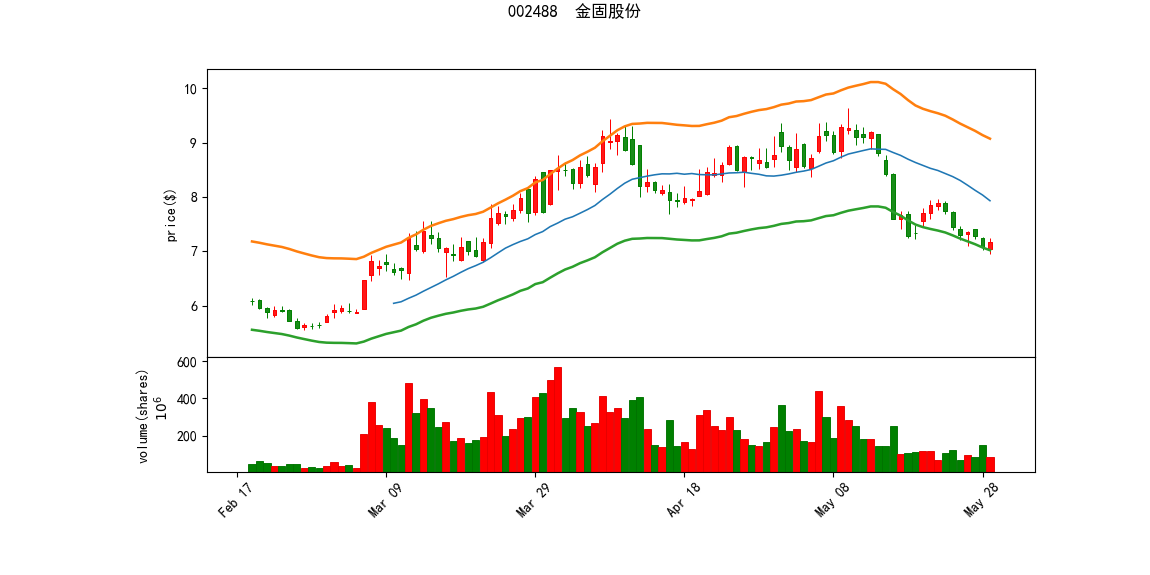 002488 金固股份
10
9
8
7
6
price($)
600
400
200
volume(shares)
10^6
Feb 17
Mar 09
Mar 29
Apr 18
May 08
May 28